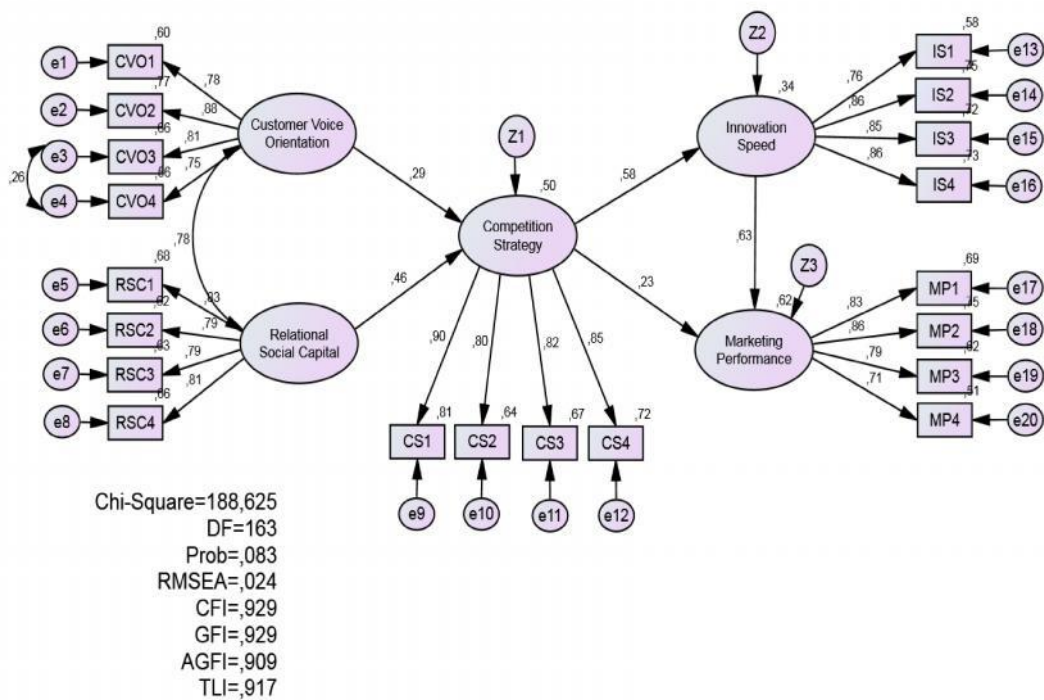 ,60
e1
CVO1
,78
,77
e2
CVO2
,88
,66
e3
CVO3
,81
,66
e4
CVO4
,75
,26
Customer Voice
Orientation
,78
,68
e5
RSC1
,83
,62
e6
RSC2
,79
,63
e7
RSC3
,79
,66
e8
RSC4
,81
Relational
Social Capital
,29
,46
Z1
,50
Competition
Strategy
,90
,80
,82
,85
,81
,64
,67
,72
CS1
CS2
CS3
CS4
e9
e10
e11
e12
,58
,23
Z2
,34
Innovation
Speed
,63
Z3
,62
Marketing
Performance
,58
,76
IS1
e13
,75
,86
IS2
e14
,72
,85
IS3
e15
,73
,86
IS4
e16
,69
,83
MP1
e17
,75
,86
MP2
e18
,62
,79
MP3
e19
,51
,71
MP4
e20
Chi-Square=188,625
DF=163
Prob=,083
RMSEA=,024
CFI=,929
GFI=,929
AGFI=,909
TLI=,917